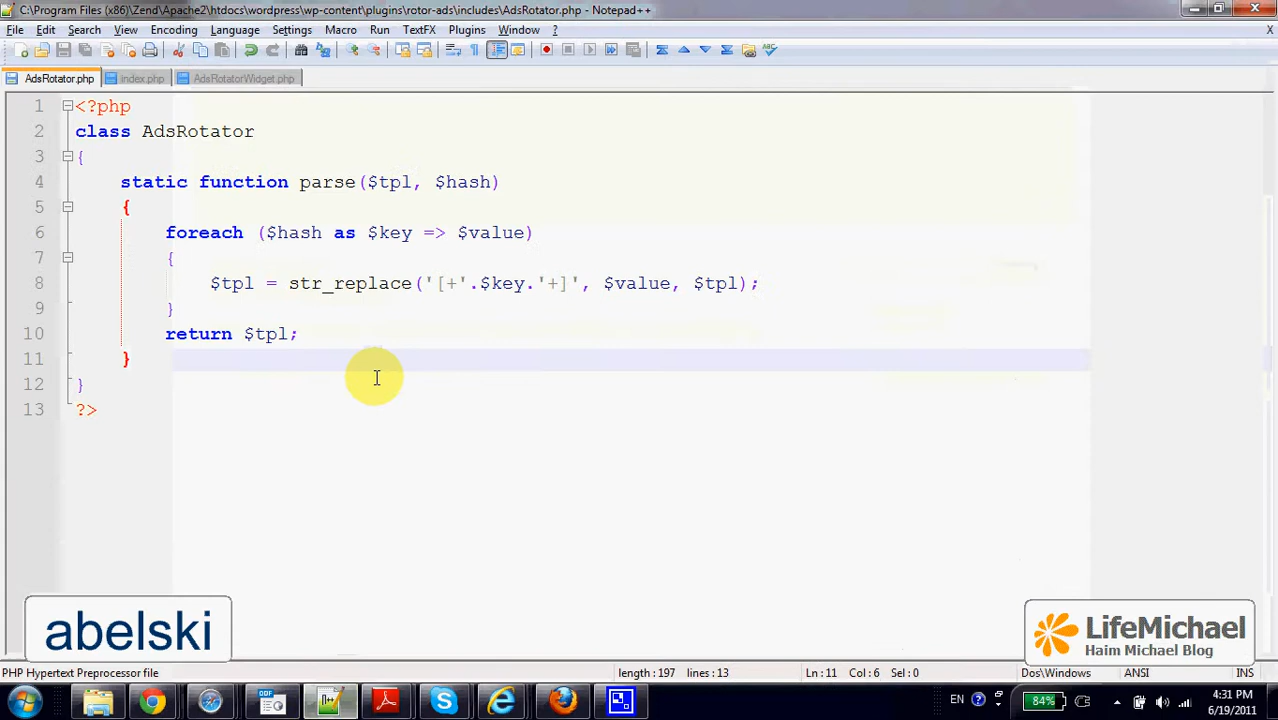 C:\Program Files (x86)\Zend\Apache2\htdocs\wordpress\wp-content\plugins\rotor-ads\includes\AdsRotator.php - Notepad++
File Edit Search View Encoding Language Settings Macro Run TextFX Plugins Window ? X
AdsRotator.php index.php AdsRotatorWidget.php
1 <?php
2 class AdsRotator
3 {
4 static function parse($tpl, $hash)
5 {
6 foreach ($hash as $key => $value)
7 {
8 $tpl = str_replace('[+'.$key.'+]', $value, $tpl);
9 }
10 return $tpl;
11 }
12 }
13 ?>
abelski
LifeMichael
Haim Michael Blog
PHP Hypertext Preprocessor file length : 197 lines : 13 Ln : 11 Col : 6 Sel : 0 Dos\Windows ANSI INS
EN 84% 4:31 PM
6/19/2011